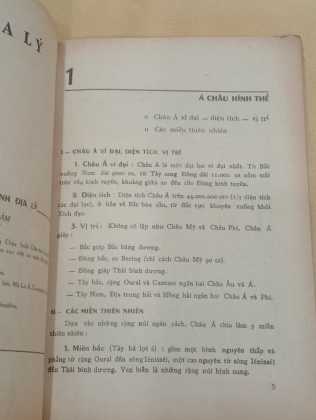 A LÝ
NH ĐỊA LÝ
1
Á CHÂU HÌNH THỂ
o Châu Á vĩ đại – diện tích – vị trí
o Các miền thiên nhiên
I.– CHÂU Á VĨ ĐẠI, DIỆN TÍCH, VỊ TRÍ
1. Châu Á vĩ đại : Châu Á là một đại lục vĩ đại nhất. Từ Bắc
xuống Nam dài cs, từ Tây sang Đông dài cs nằm trải
trên 164 kinh tuyến, khoảng giữa 26 đến 180 Đông kinh tuyến.
2. Diện tích : Diện tích Châu Á trên 44.000.000 (1/3 diện tích
các đại lục), ở hẳn về Bắc bán cầu, từ Bắc cực khuyên xuống khỏi
Xích đạo.
3. Vị trí : Không cô lập như Châu Mỹ và Châu Phi, Châu Á
giáp :
— Bắc giáp Bắc băng dương.
— Đông bắc, eo Bering (chỉ cách Châu Mỹ 90 cs)
— Đông giáp Thái bình dương.
— Tây bắc, rặng Oural và Caucase ngăn hai Châu Âu và Á.
— Tây Nam, Địa trung hải và Hồng hải ngăn hai Châu Á và Phi.
II.– CÁC MIỀN THIÊN NHIÊN
Dựa vào những rặng núi ngăn cách, Châu Á chia làm 5 miền
thiên nhiên :
1. Miền bắc (Tây bá lợi á) : gồm một bình nguyên thấp và
phẳng từ rặng Oural đến sông Iénisséi, một cao nguyên từ sông Iénisséi
đến Thái bình dương. Ven biển là những rặng núi hình cong.
5